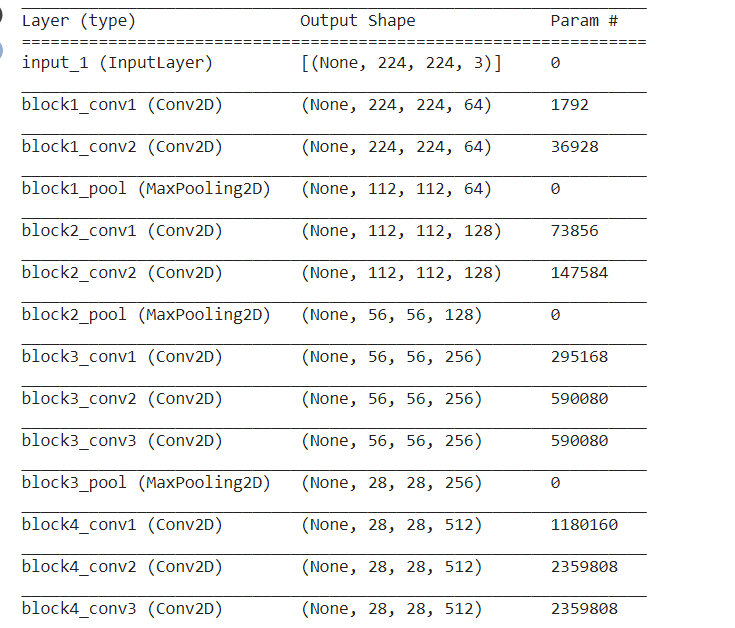 Layer (type) Output Shape Param #
=================================================================
input_1 (InputLayer) [(None, 224, 224, 3)] 0
block1_conv1 (Conv2D) (None, 224, 224, 64) 1792
block1_conv2 (Conv2D) (None, 224, 224, 64) 36928
block1_pool (MaxPooling2D) (None, 112, 112, 64) 0
block2_conv1 (Conv2D) (None, 112, 112, 128) 73856
block2_conv2 (Conv2D) (None, 112, 112, 128) 147584
block2_pool (MaxPooling2D) (None, 56, 56, 128) 0
block3_conv1 (Conv2D) (None, 56, 56, 256) 295168
block3_conv2 (Conv2D) (None, 56, 56, 256) 590080
block3_conv3 (Conv2D) (None, 56, 56, 256) 590080
block3_pool (MaxPooling2D) (None, 28, 28, 256) 0
block4_conv1 (Conv2D) (None, 28, 28, 512) 1180160
block4_conv2 (Conv2D) (None, 28, 28, 512) 2359808
block4_conv3 (Conv2D) (None, 28, 28, 512) 2359808